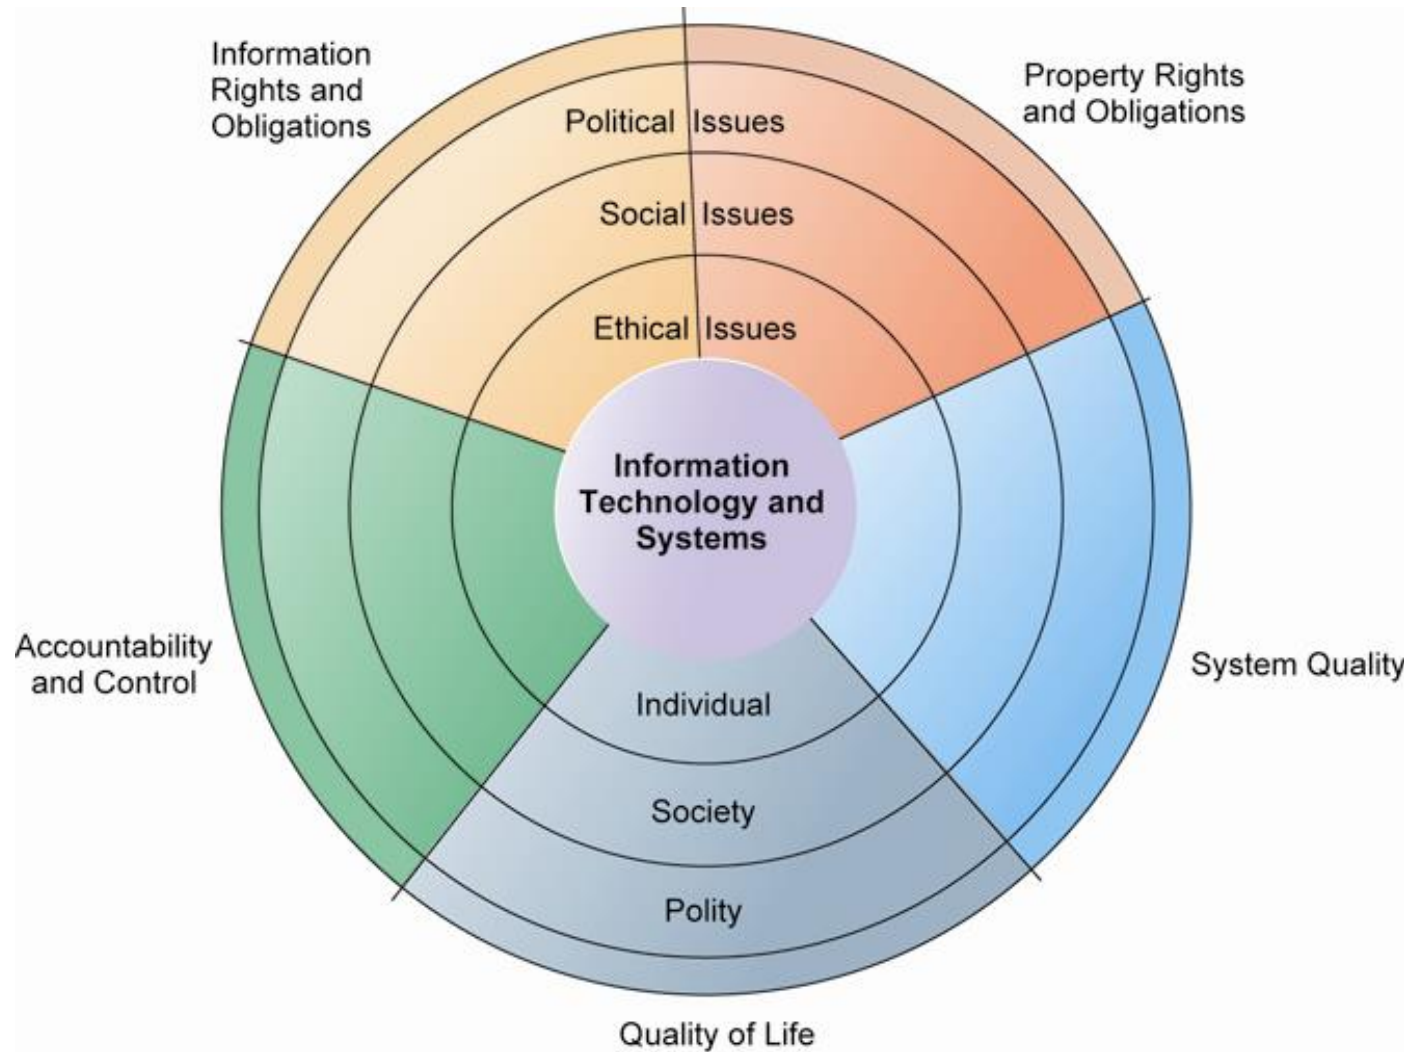 Information
Rights and
Obligations
Property Rights
and Obligations
Political Issues
Social Issues
Ethical Issues
Information
Technology and
Systems
Accountability
and Control
System Quality
Individual
Society
Polity
Quality of Life